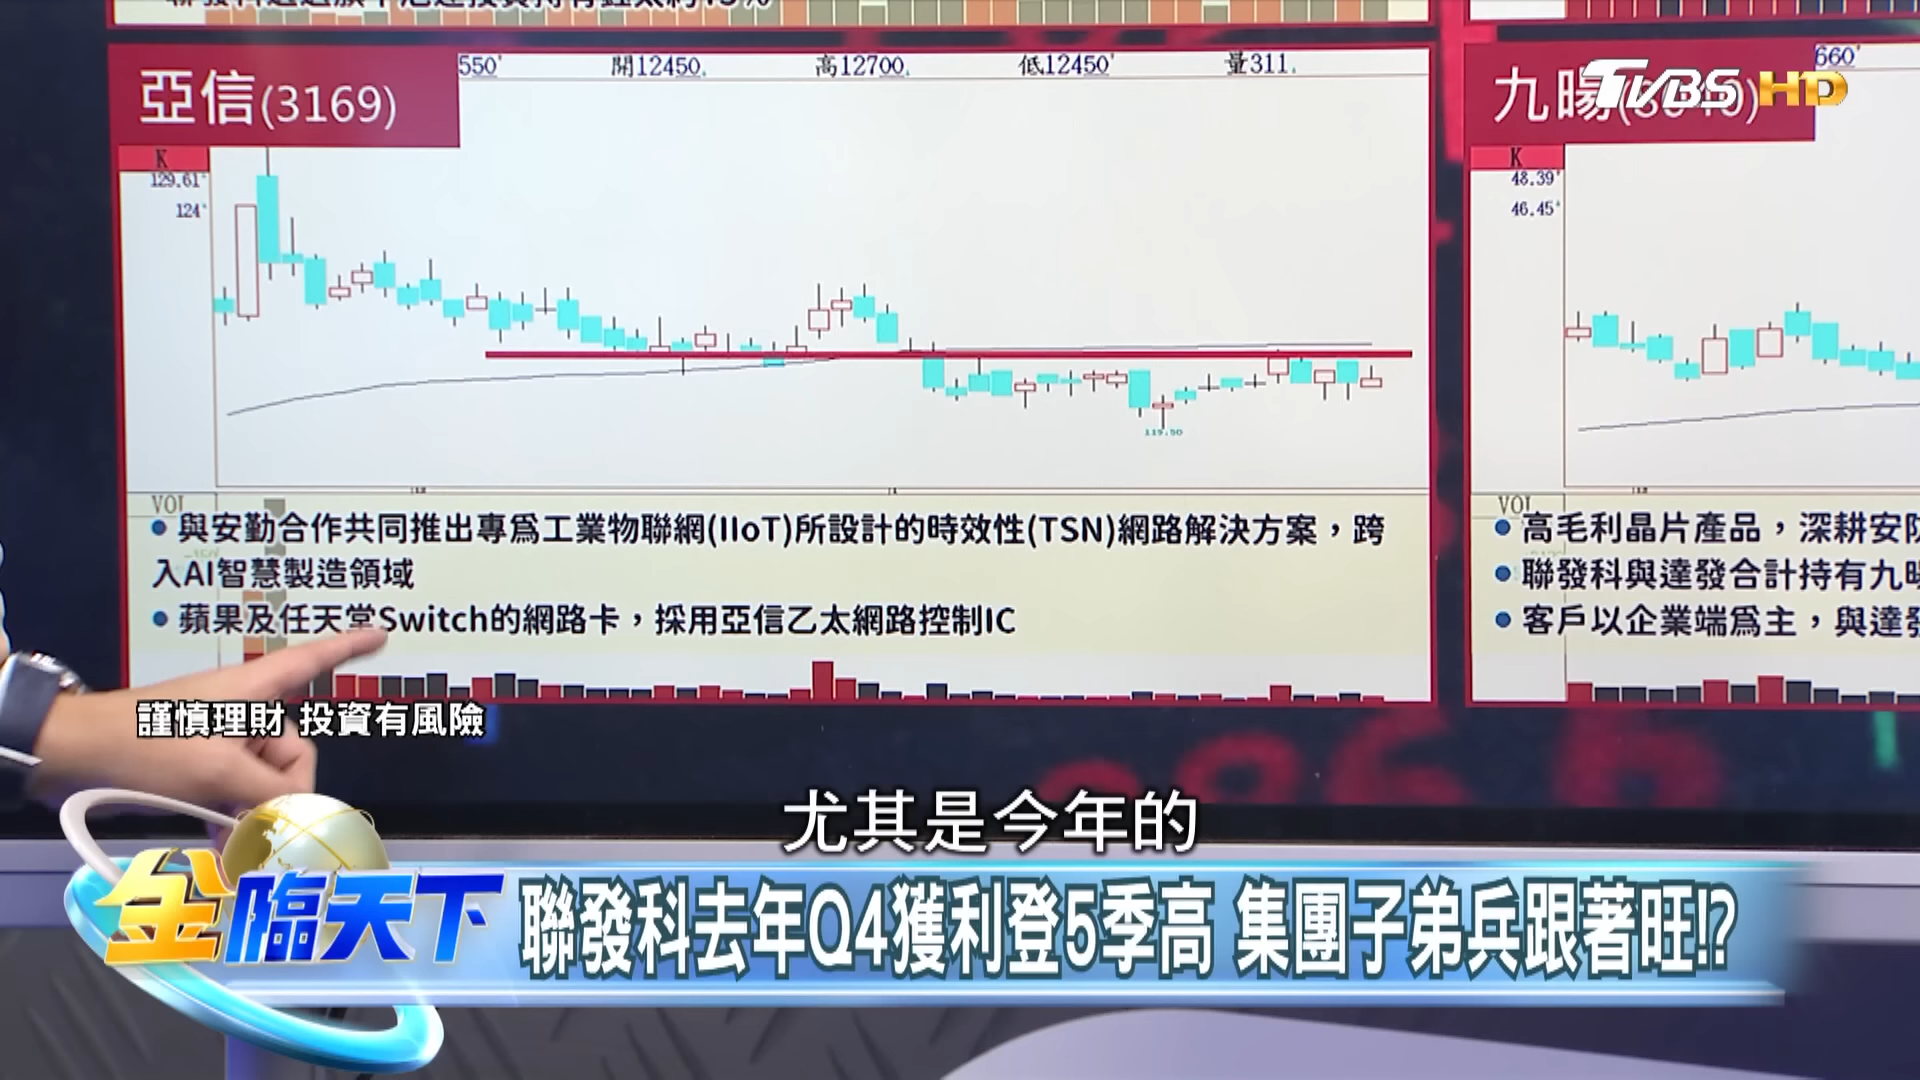 亞信(3169)
550 開12450. 高12700. 低12450 量311.
K
129.61
124
119.50
VOL
•與安勤合作共同推出專為工業物聯網(IIoT)所設計的時效性(TSN)網路解決方案，跨
入AI智慧製造領域
•蘋果及任天堂Switch的網路卡，採用亞信乙太網路控制IC
九暘
660
TVBS HD
K
48.39
46.45
VOL
•高毛利晶片產品，深耕安防
•聯發科與達發合計持有九暘
•客戶以企業端為主，與達發
謹慎理財 投資有風險
尤其是今年的
金臨天下
聯發科去年Q4獲利登5季高 集團子弟兵跟著旺!?